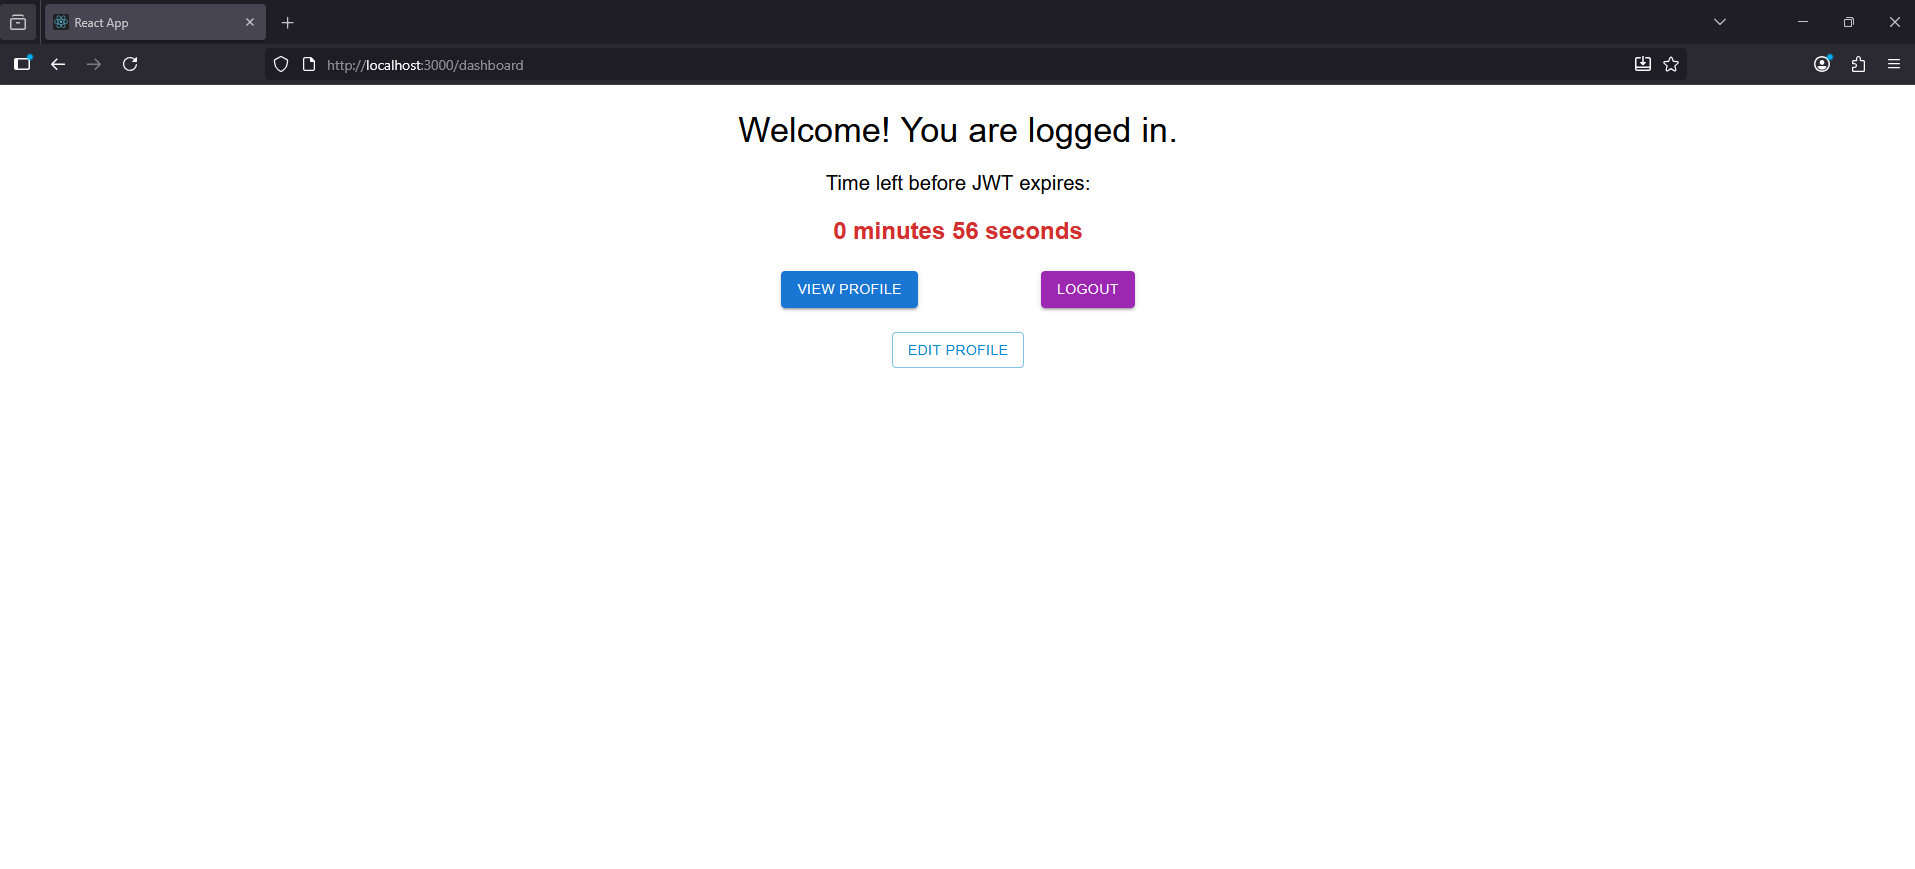 React App
http://localhost:3000/dashboard
Welcome! You are logged in.
Time left before JWT expires:
0 minutes 56 seconds
VIEW PROFILE LOGOUT
EDIT PROFILE